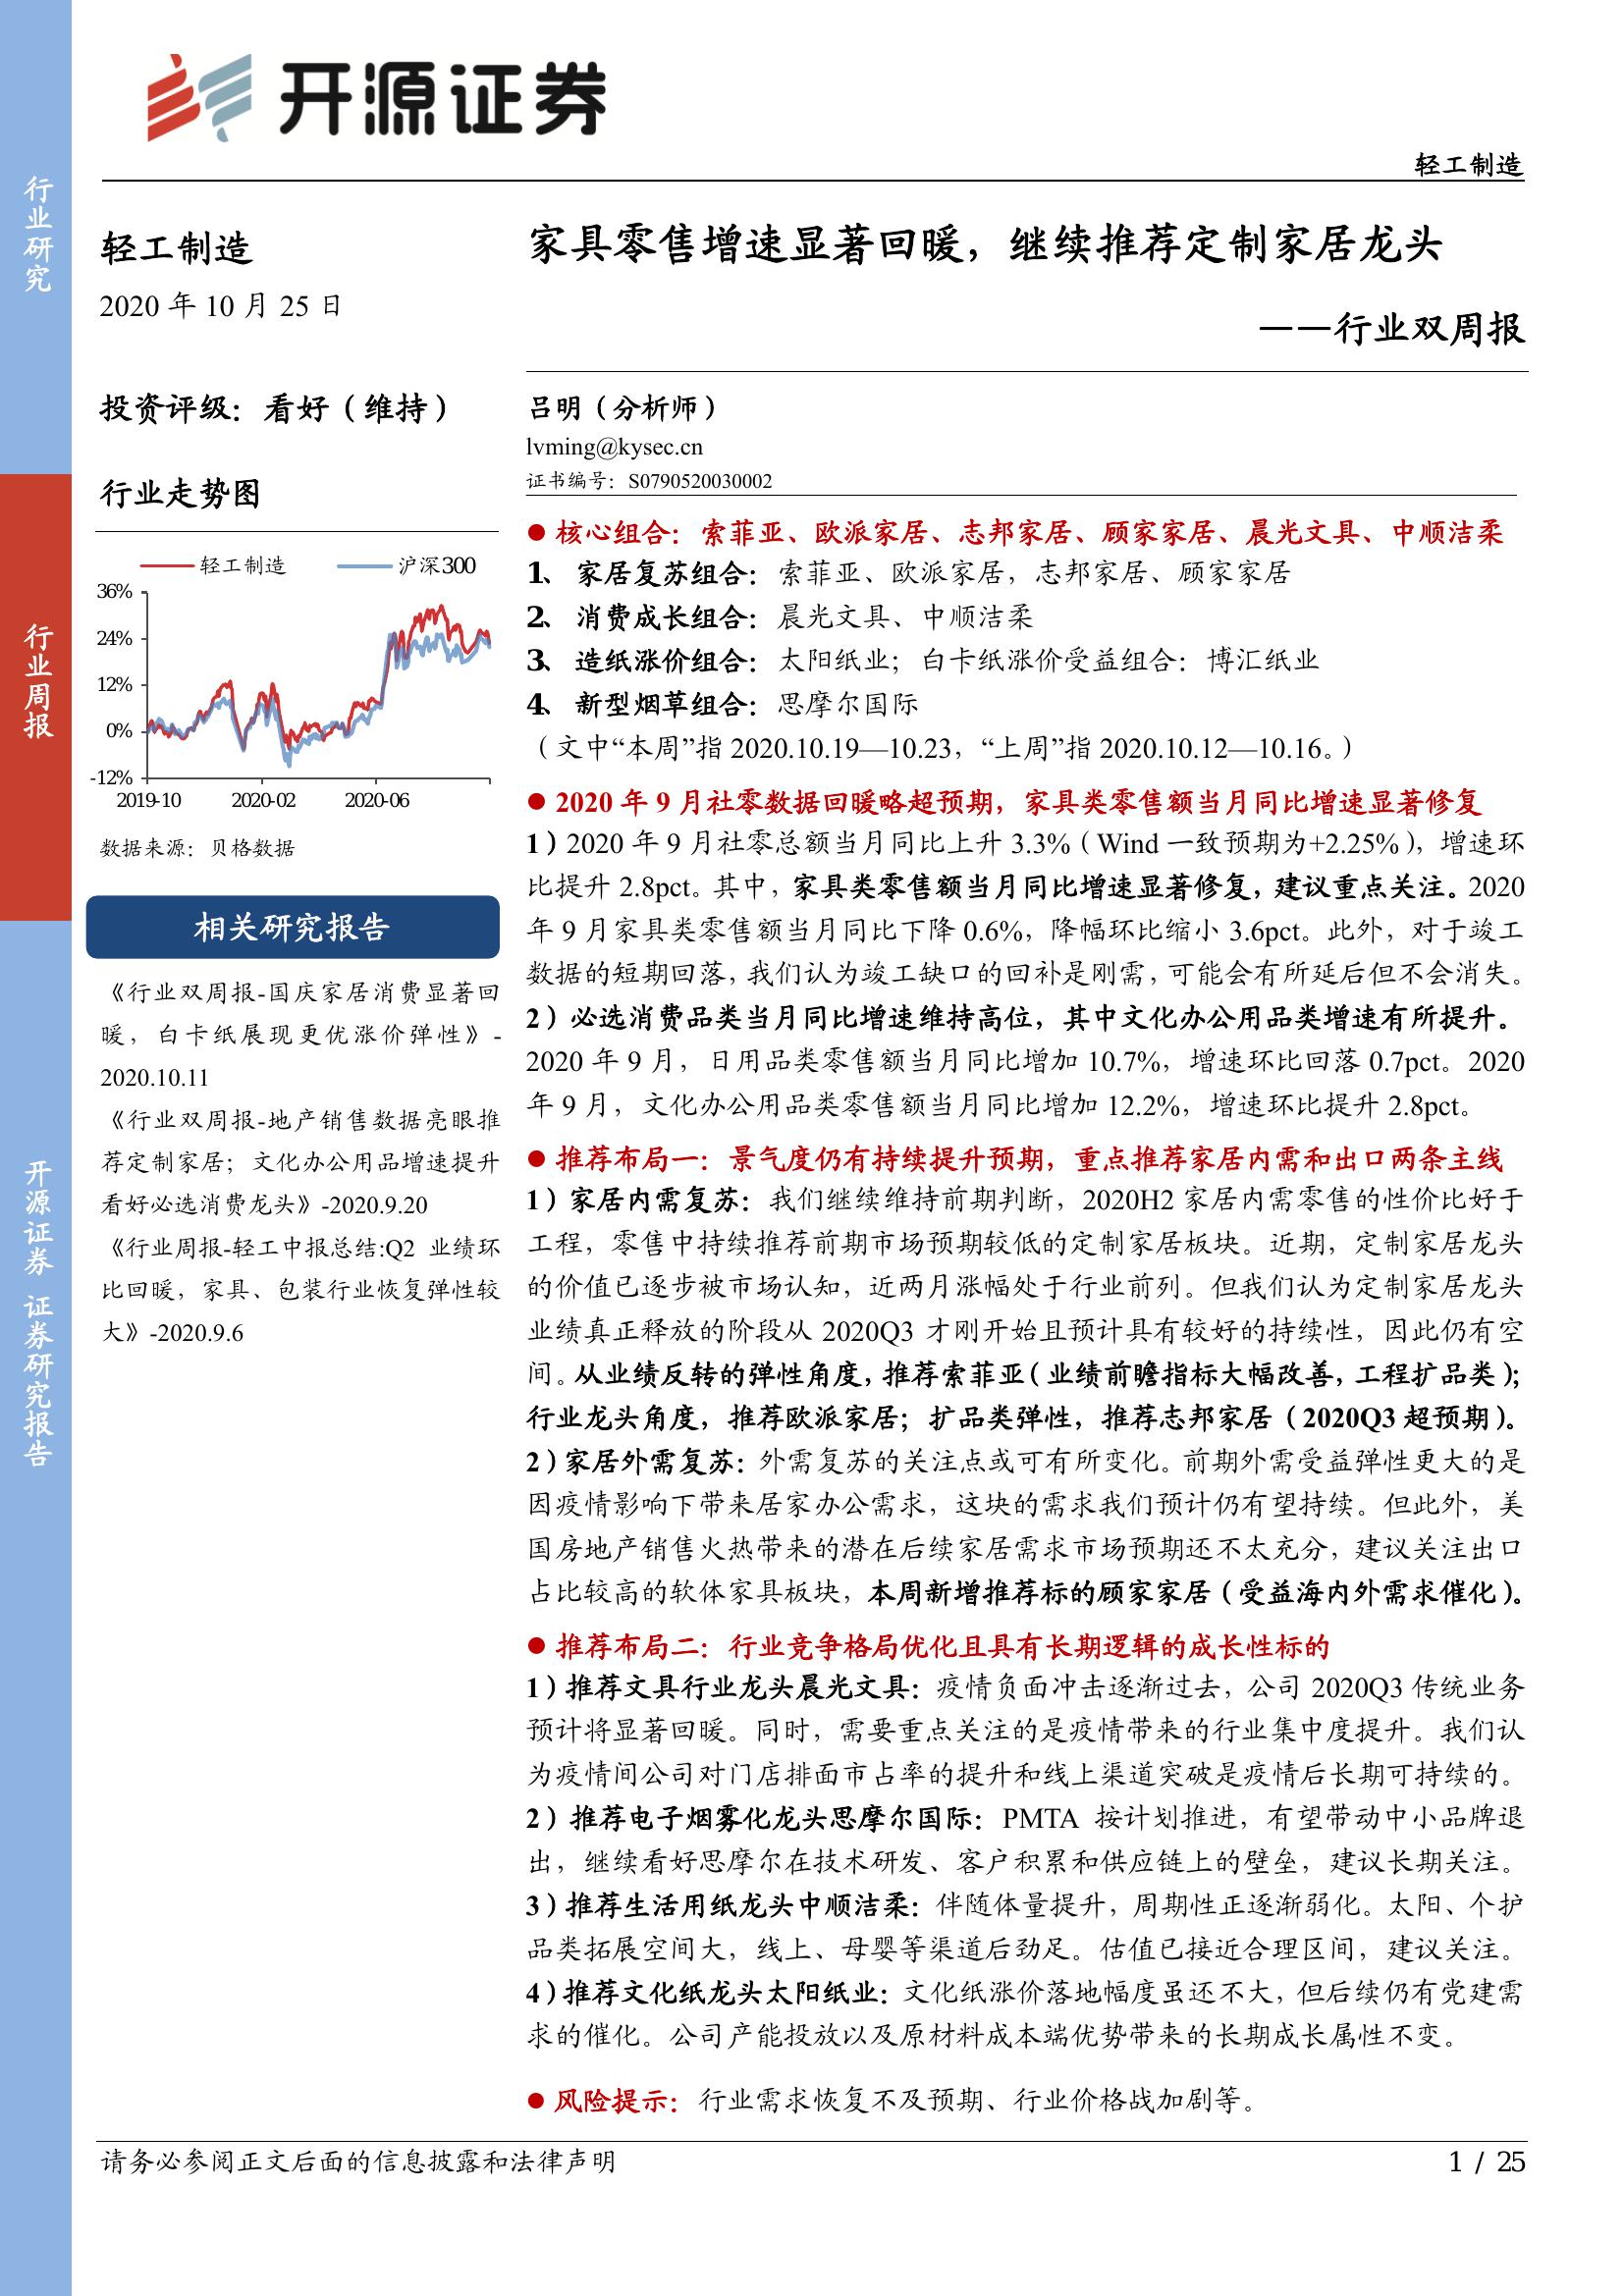 开源证券
轻工制造
行业研究
行业周报
开源证券 证券研究报告
轻工制造
2020 年 10 月 25 日
投资评级：看好（维持）
行业走势图
轻工制造 沪深300
36%
24%
12%
0%
-12%
2019-10 2020-02 2020-06
数据来源：贝格数据
相关研究报告
《行业双周报-国庆家居消费显著回
暖，白卡纸展现更优涨价弹性》-
2020.10.11
《行业双周报-地产销售数据亮眼推
荐定制家居；文化办公用品增速提升
看好必选消费龙头》-2020.9.20
《行业周报-轻工中报总结:Q2 业绩环
比回暖，家具、包装行业恢复弹性较
大》-2020.9.6
家具零售增速显著回暖，继续推荐定制家居龙头
——行业双周报
吕明（分析师）
lvming@kysec.cn
证书编号：S0790520030002
● 核心组合：索菲亚、欧派家居、志邦家居、顾家家居、晨光文具、中顺洁柔
1、 家居复苏组合：索菲亚、欧派家居，志邦家居、顾家家居
2、 消费成长组合：晨光文具、中顺洁柔
3、 造纸涨价组合：太阳纸业；白卡纸涨价受益组合：博汇纸业
4、 新型烟草组合：思摩尔国际
（文中“本周”指 2020.10.19—10.23，“上周”指 2020.10.12—10.16。）
● 2020 年 9 月社零数据回暖略超预期，家具类零售额当月同比增速显著修复
1）2020 年 9 月社零总额当月同比上升 3.3%（Wind 一致预期为+2.25%），增速环
比提升 2.8pct。其中，家具类零售额当月同比增速显著修复，建议重点关注。2020
年 9 月家具类零售额当月同比下降 0.6%，降幅环比缩小 3.6pct。此外，对于竣工
数据的短期回落，我们认为竣工缺口的回补是刚需，可能会有所延后但不会消失。
2）必选消费品类当月同比增速维持高位，其中文化办公用品类增速有所提升。
2020 年 9 月，日用品类零售额当月同比增加 10.7%，增速环比回落 0.7pct。2020
年 9 月，文化办公用品类零售额当月同比增加 12.2%，增速环比提升 2.8pct。
● 推荐布局一：景气度仍有持续提升预期，重点推荐家居内需和出口两条主线
1）家居内需复苏：我们继续维持前期判断，2020H2 家居内需零售的性价比好于
工程，零售中持续推荐前期市场预期较低的定制家居板块。近期，定制家居龙头
的价值已逐步被市场认知，近两月涨幅处于行业前列。但我们认为定制家居龙头
业绩真正释放的阶段从 2020Q3 才刚开始且预计具有较好的持续性，因此仍有空
间。从业绩反转的弹性角度，推荐索菲亚（业绩前瞻指标大幅改善，工程扩品类）；
行业龙头角度，推荐欧派家居；扩品类弹性，推荐志邦家居（2020Q3 超预期）。
2）家居外需复苏：外需复苏的关注点或可有所变化。前期外需受益弹性更大的是
因疫情影响下带来居家办公需求，这块的需求我们预计仍有望持续。但此外，美
国房地产销售火热带来的潜在后续家居需求市场预期还不太充分，建议关注出口
占比较高的软体家具板块，本周新增推荐标的顾家家居（受益海内外需求催化）。
● 推荐布局二：行业竞争格局优化且具有长期逻辑的成长性标的
1）推荐文具行业龙头晨光文具：疫情负面冲击逐渐过去，公司 2020Q3 传统业务
预计将显著回暖。同时，需要重点关注的是疫情带来的行业集中度提升。我们认
为疫情间公司对门店排面市占率的提升和线上渠道突破是疫情后长期可持续的。
2）推荐电子烟雾化龙头思摩尔国际：PMTA 按计划推进，有望带动中小品牌退
出，继续看好思摩尔在技术研发、客户积累和供应链上的壁垒，建议长期关注。
3）推荐生活用纸龙头中顺洁柔：伴随体量提升，周期性正逐渐弱化。太阳、个护
品类拓展空间大，线上、母婴等渠道后劲足。估值已接近合理区间，建议关注。
4）推荐文化纸龙头太阳纸业：文化纸涨价落地幅度虽还不大，但后续仍有党建需
求的催化。公司产能投放以及原材料成本端优势带来的长期成长属性不变。
● 风险提示：行业需求恢复不及预期、行业价格战加剧等。
请务必参阅正文后面的信息披露和法律声明
1 / 25